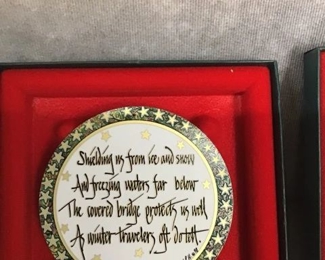 Shielding us from ice and snow
And freezing waters far below
The covered bridge protects us well
As winter travelers oft do tell